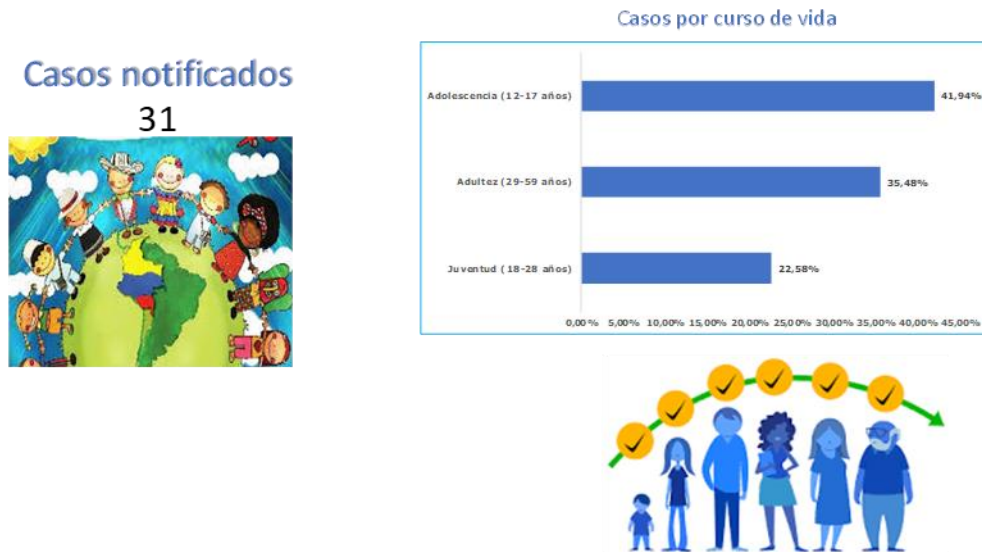 Casos notificados
31
Casos por curso de vida
Adolescencia (12-17 años)
41,94%
Adultez (29-59 años)
35,48%
Juventud (18-28 años)
22,58%
0,00% 5,00% 10,00% 15,00% 20,00% 25,00% 30,00% 35,00% 40,00% 45,00%